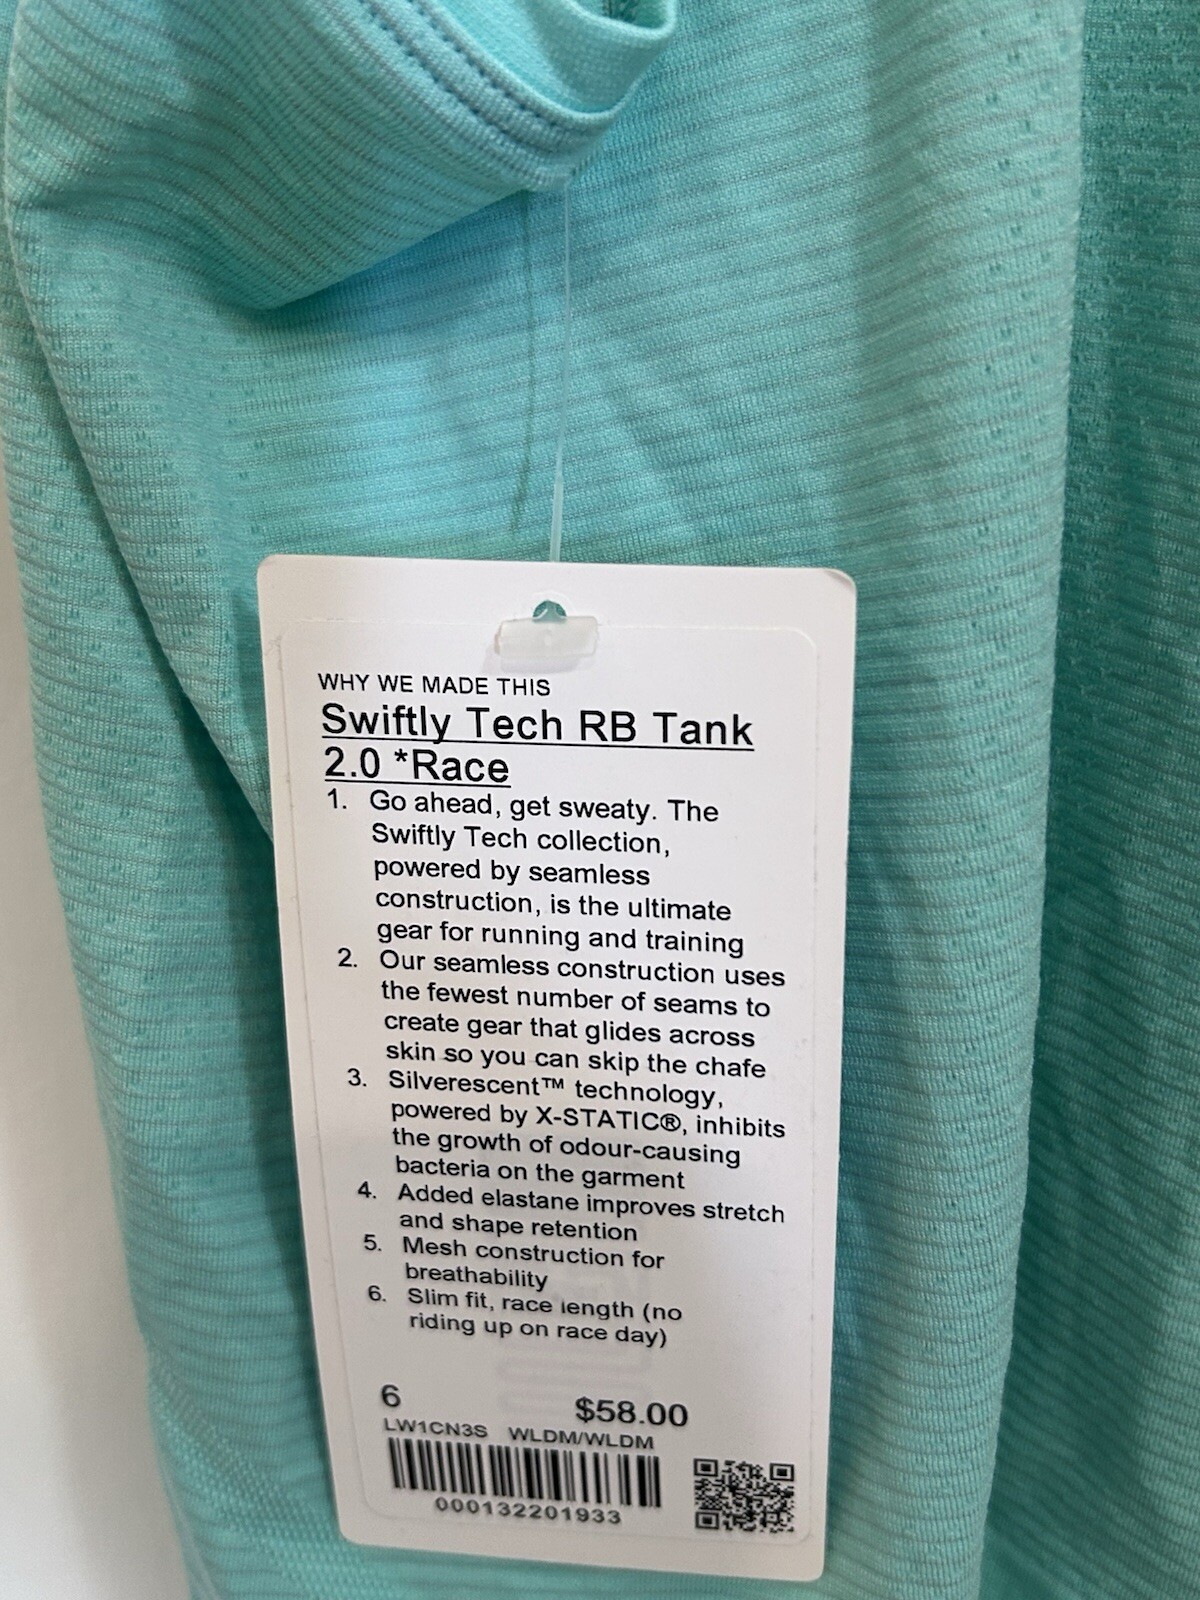 WHY WE MADE THIS
Swiftly Tech RB Tank
2.0 *Race
1. Go ahead, get sweaty. The
Swiftly Tech collection,
powered by seamless
construction, is the ultimate
gear for running and training
2. Our seamless construction uses
the fewest number of seams to
create gear that glides across
skin so you can skip the chafe
3. Silverescent™ technology,
powered by X-STATIC®, inhibits
the growth of odour-causing
bacteria on the garment
4. Added elastane improves stretch
and shape retention
5. Mesh construction for
breathability
6. Slim fit, race length (no
riding up on race day)
6 $58.00
LW1CN3S WLDM/WLDM
000132201933